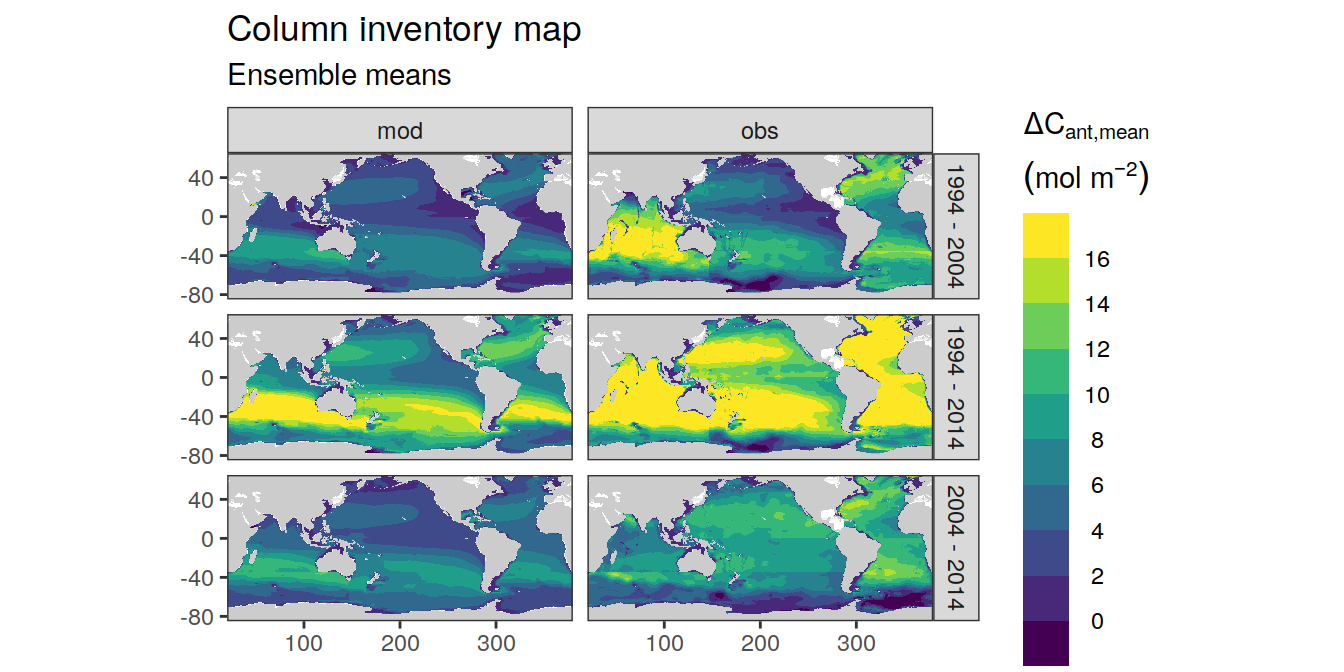 Column inventory map
Ensemble means
mod obs
ΔCant,mean
(mol m−2)
40
0
-40
-80
1994 - 2004
40
0
-40
-80
1994 - 2014
40
0
-40
-80
2004 - 2014
100 200 300 100 200 300
16
14
12
10
8
6
4
2
0